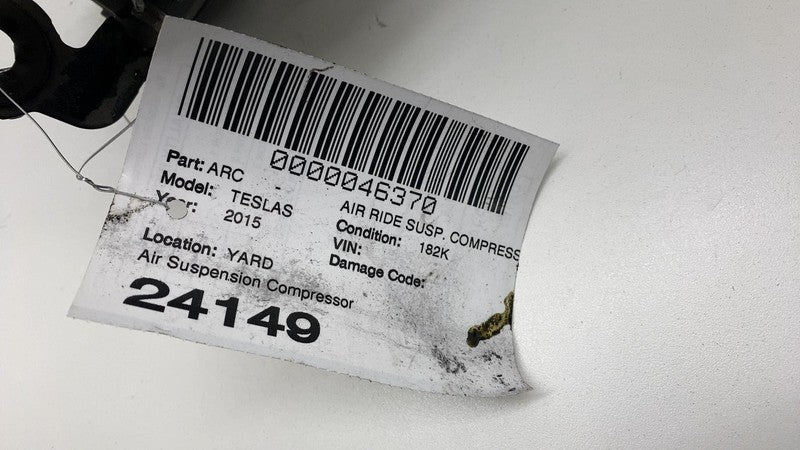 0000046370
Part: ARC - AIR RIDE SUSP. COMPRESS
Model: TESLAS Condition: 182K
Year: 2015 VIN:
Damage Code:
Location: YARD
Air Suspension Compressor
24149